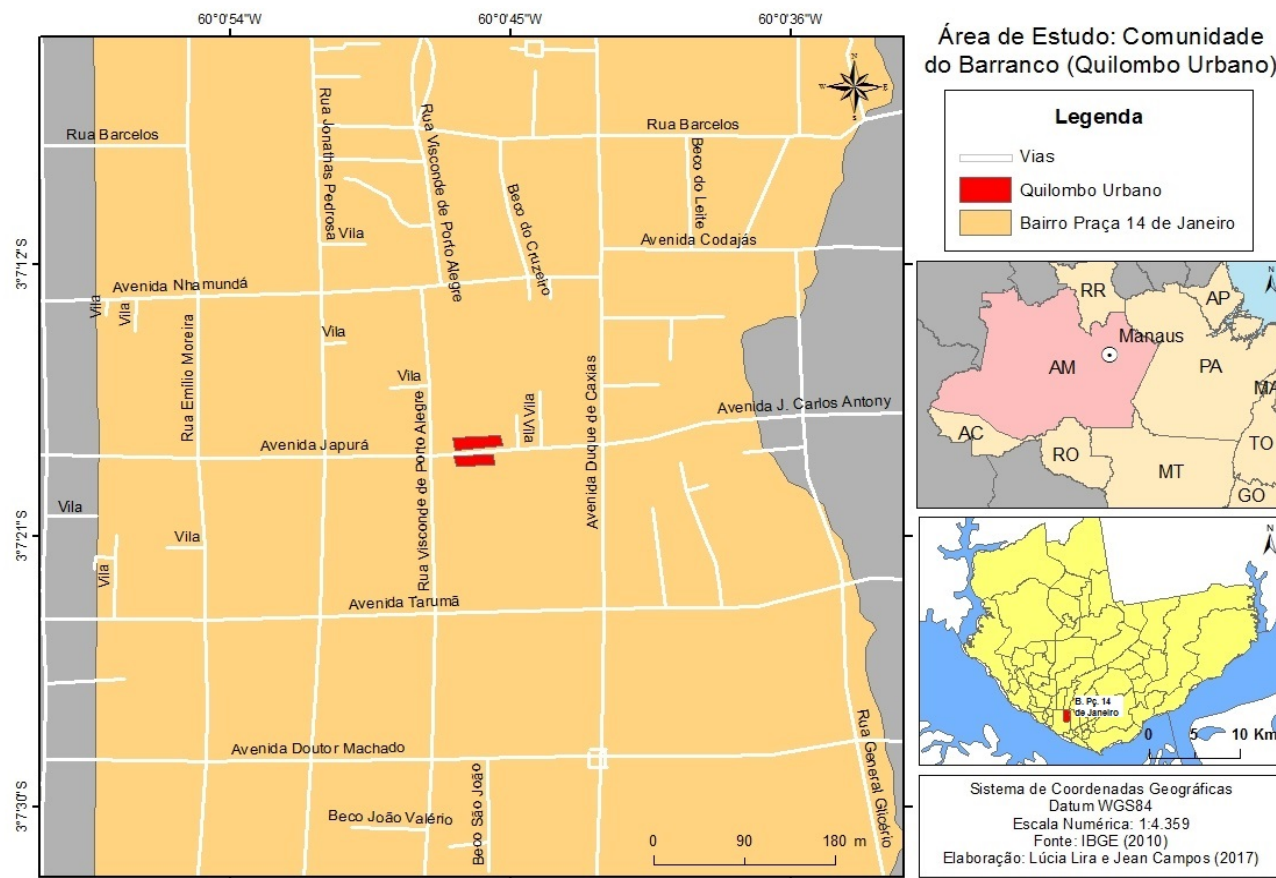 60°0'54"W
60°0'45"W
60°0'36"W
3°7'12"S
3°7'21"S
3°7'30"S
N
W
E
S
Rua Barcelos
Rua Jonathas Pedrosa
Rua Visconde de Porto Alegre
Rua Barcelos
Beco do Leite
Beco do Cruzeiro
Vila
Avenida Codajás
Avenida Nhamundá
Vila
Vila
Rua Emílio Moreira
Vila
Vila
Vila
Vila
Avenida Duque de Caxias
Avenida J. Carlos Antony
Avenida Japurá
Rua Visconde de Porto Alegre
Vila
Vila
Vila
Avenida Tarumã
Avenida Doutor Machado
Rua General Glicério
Beco João Valério
Beco São João
0 90 180 m
Área de Estudo: Comunidade
do Barranco (Quilombo Urbano)
Legenda
Vias
Quilombo Urbano
Bairro Praça 14 de Janeiro
N
RR
AP
Manaus
AM
PA
MA
AC
RO
MT
TO
GO
N
B. Pç. 14
de Janeiro
0 5 10 Km
Sistema de Coordenadas Geográficas
Datum WGS84
Escala Numérica: 1:4.359
Fonte: IBGE (2010)
Elaboração: Lúcia Lira e Jean Campos (2017)